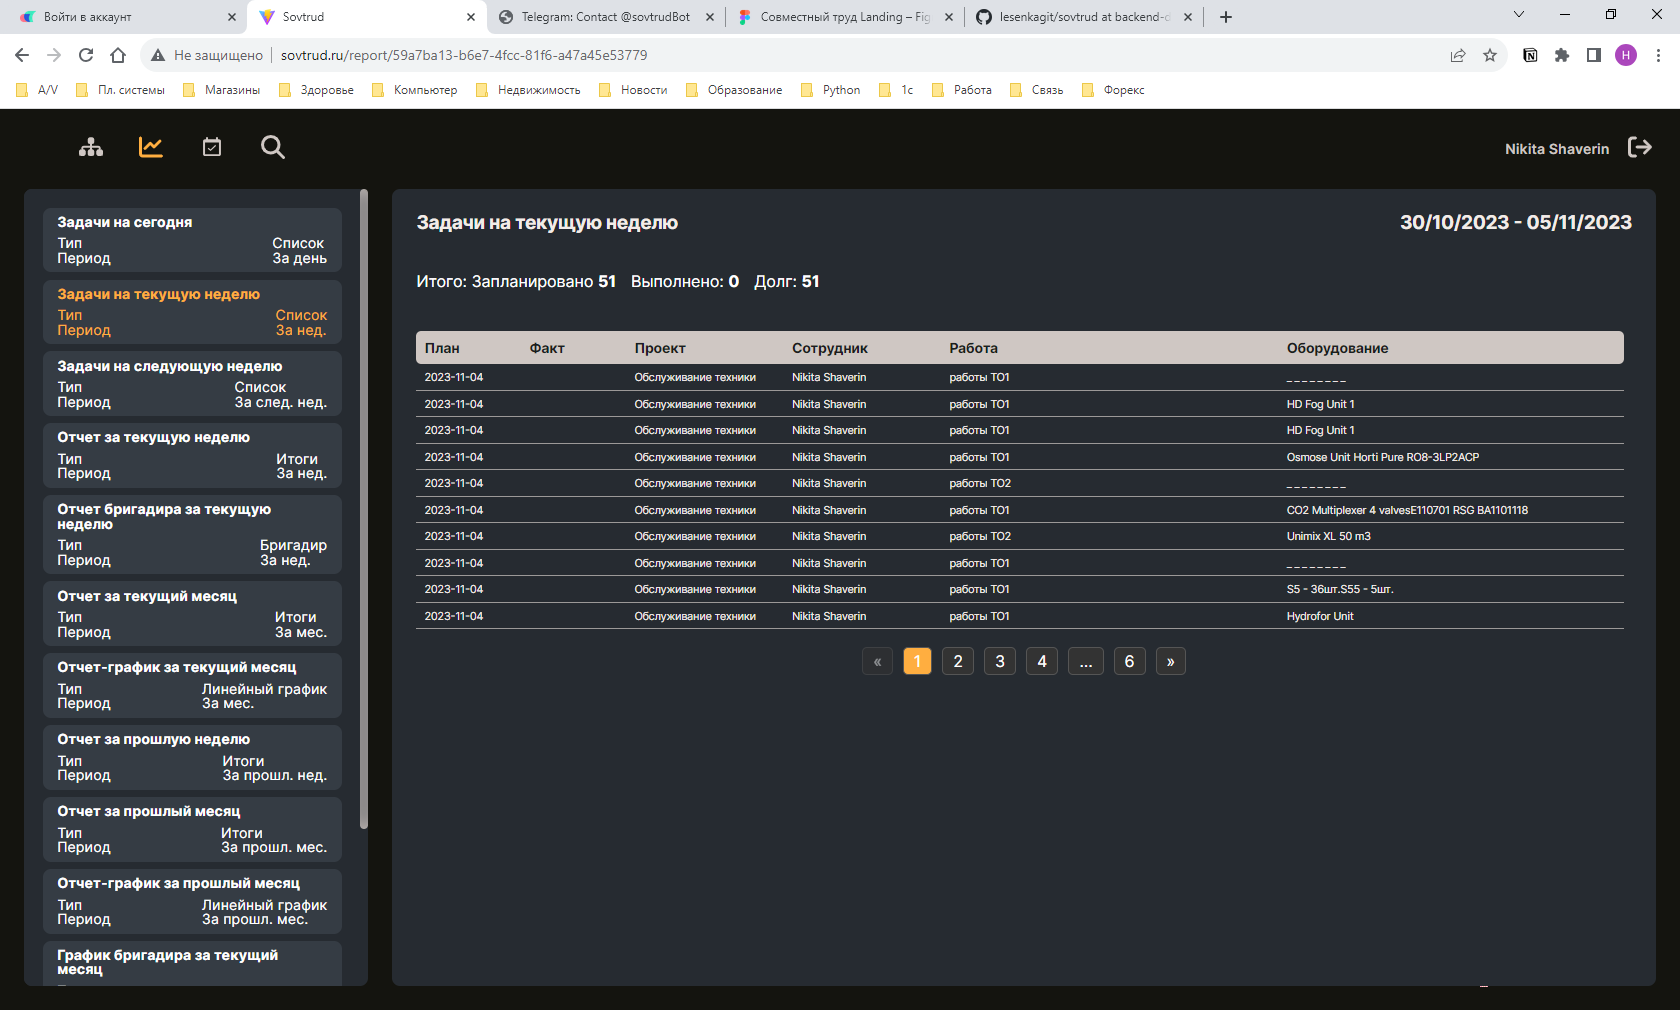 Войти в аккаунт
Sovtrud
Telegram: Contact @sovtrudBot
Совместный труд Landing – Fig
lesenkagit/sovtrud at backend-d
Не защищено
sovtrud.ru/report/59a7ba13-b6e7-4fcc-81f6-a47a45e53779
H
A/V
Пл. системы
Магазины
Здоровье
Компьютер
Недвижимость
Новости
Образование
Python
1c
Работа
Связь
Форекс
Nikita Shaverin
Задачи на сегодня
Тип Список
Период За день
Задачи на текущую неделю
Тип Список
Период За нед.
Задачи на следующую неделю
Тип Список
Период За след. нед.
Отчет за текущую неделю
Тип Итоги
Период За нед.
Отчет бригадира за текущую
неделю
Тип Бригадир
Период За нед.
Отчет за текущий месяц
Тип Итоги
Период За мес.
Отчет-график за текущий месяц
Тип Линейный график
Период За мес.
Отчет за прошлую неделю
Тип Итоги
Период За прошл. нед.
Отчет за прошлый месяц
Тип Итоги
Период За прошл. мес.
Отчет-график за прошлый месяц
Тип Линейный график
Период За прошл. мес.
График бригадира за текущий
месяц
Задачи на текущую неделю
30/10/2023 - 05/11/2023
Итого: Запланировано 51 Выполнено: 0 Долг: 51
План Факт Проект Сотрудник Работа Оборудование
2023-11-04 Обслуживание техники Nikita Shaverin работы ТО1 _ _ _ _ _ _ _ _
2023-11-04 Обслуживание техники Nikita Shaverin работы ТО1 HD Fog Unit 1
2023-11-04 Обслуживание техники Nikita Shaverin работы ТО1 HD Fog Unit 1
2023-11-04 Обслуживание техники Nikita Shaverin работы ТО1 Osmose Unit Horti Pure RO8-3LP2ACP
2023-11-04 Обслуживание техники Nikita Shaverin работы ТО2 _ _ _ _ _ _ _ _
2023-11-04 Обслуживание техники Nikita Shaverin работы ТО1 CO2 Multiplexer 4 valvesE110701 RSG BA1101118
2023-11-04 Обслуживание техники Nikita Shaverin работы ТО2 Unimix XL 50 m3
2023-11-04 Обслуживание техники Nikita Shaverin работы ТО1 _ _ _ _ _ _ _ _
2023-11-04 Обслуживание техники Nikita Shaverin работы ТО1 S5 - 36шт.S55 - 5шт.
2023-11-04 Обслуживание техники Nikita Shaverin работы ТО1 Hydrofor Unit
« 1 2 3 4 ... 6 »